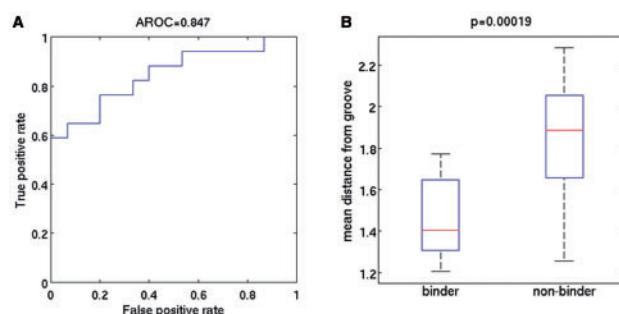 A
AROC=0.847
True positive rate
1
0.8
0.6
0.4
0.2
0
0 0.2 0.4 0.6 0.8 1
False positive rate
B
p=0.00019
mean distance from groove
2.2
2
1.8
1.6
1.4
1.2
binder non-binder